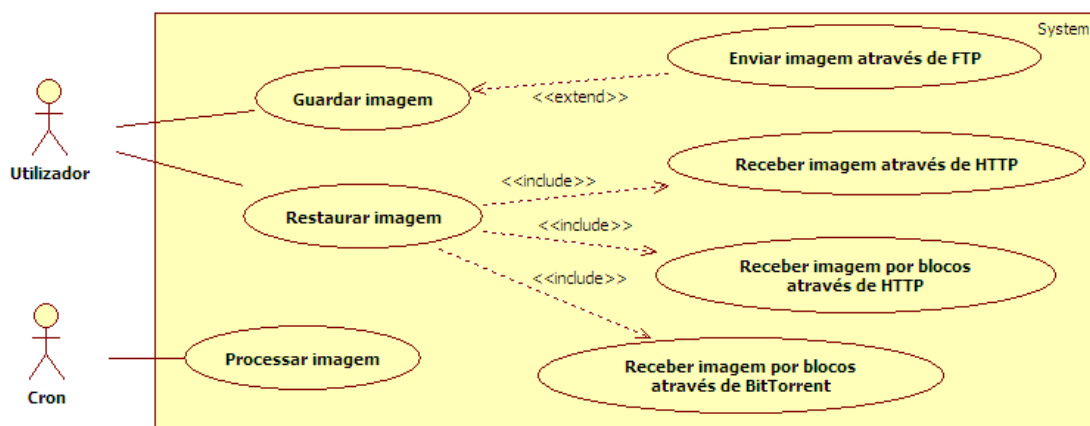 System
Enviar imagem através de FTP
Guardar imagem
<<extend>>
Utilizador
Receber imagem através de HTTP
<<include>>
Restaurar imagem
<<include>>
Receber imagem por blocos
através de HTTP
<<include>>
Processar imagem
Receber imagem por blocos
através de BitTorrent
Cron